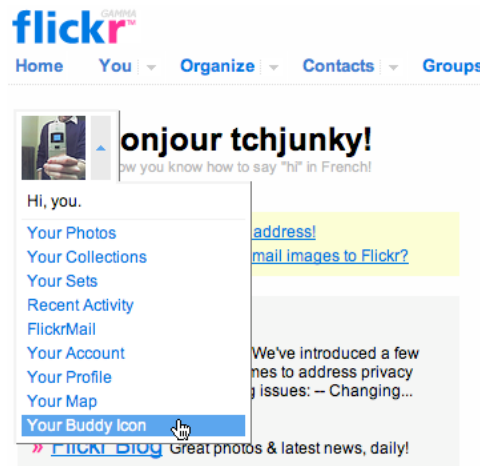 flickr GAMMA TM
Home You Organize Contacts Groups
onjour tchjunky!
ow you know how to say "hi" in French!
Hi, you.
Your Photos
address!
Your Collections
mail images to Flickr?
Your Sets
Recent Activity
FlickrMail
Your Account
We've introduced a few
Your Profile
mes to address privacy
Your Map
g issues: -- Changing...
Your Buddy Icon
» Flickr Blog Great photos & latest news, daily!